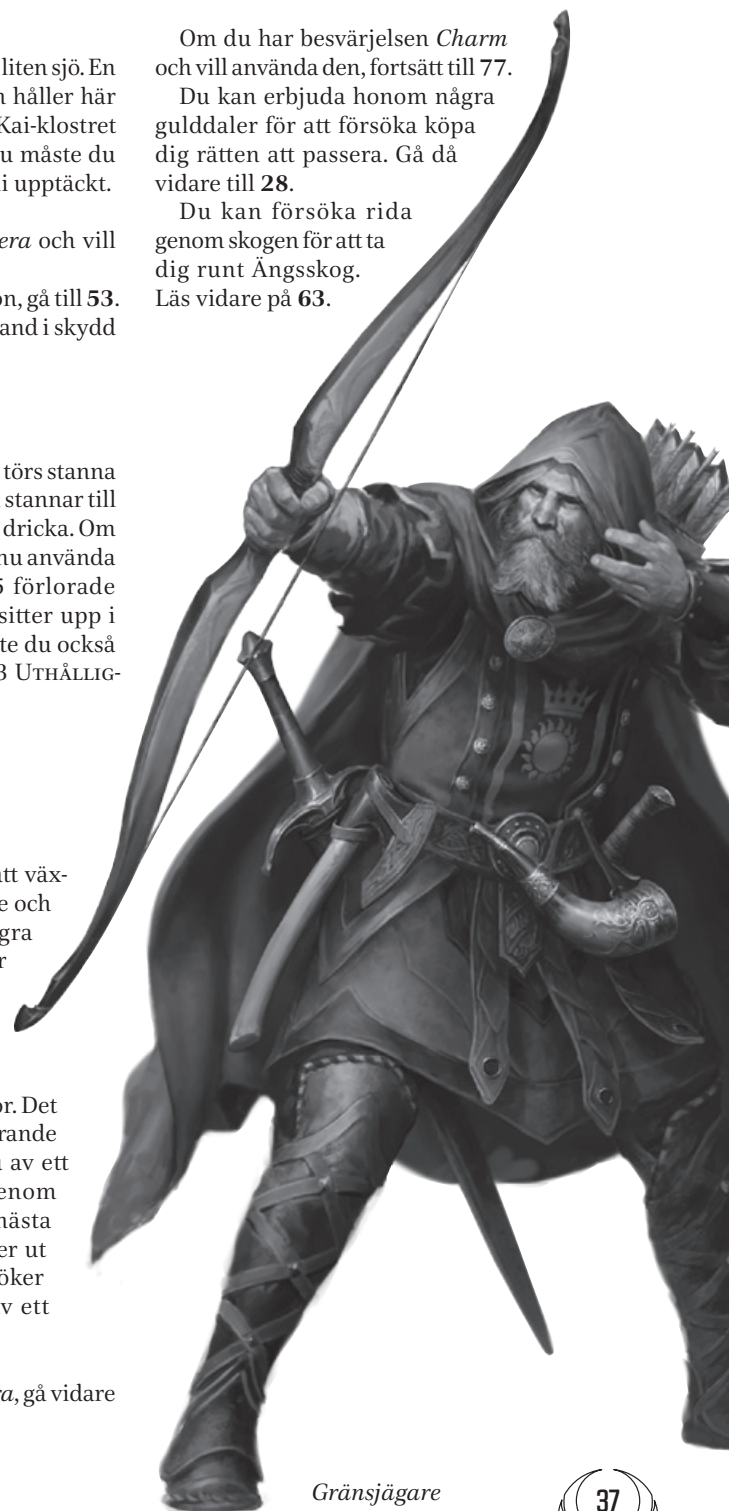 liten sjö. En
håller här
Kai-klostret
måste du
upptäckt.
era och vill
gå till 53.
i skydd
törs stanna
stannar till
dricka. Om
nu använda
förlorade
sitter upp i
du också
3 UTHÅLLIG-
att väx-
e och
gra
r
or. Det
rande
av ett
enom
nästa
er ut
öker
v ett
ra, gå vidare
Om du har besvärjelsen Charm
och vill använda den, fortsätt till 77.
Du kan erbjuda honom några
gulddaler för att försöka köpa
dig rätten att passera. Gå då
vidare till 28.
Du kan försöka rida
genom skogen för att ta
dig runt Ängsskog.
Läs vidare på 63.
Gränsjägare
37